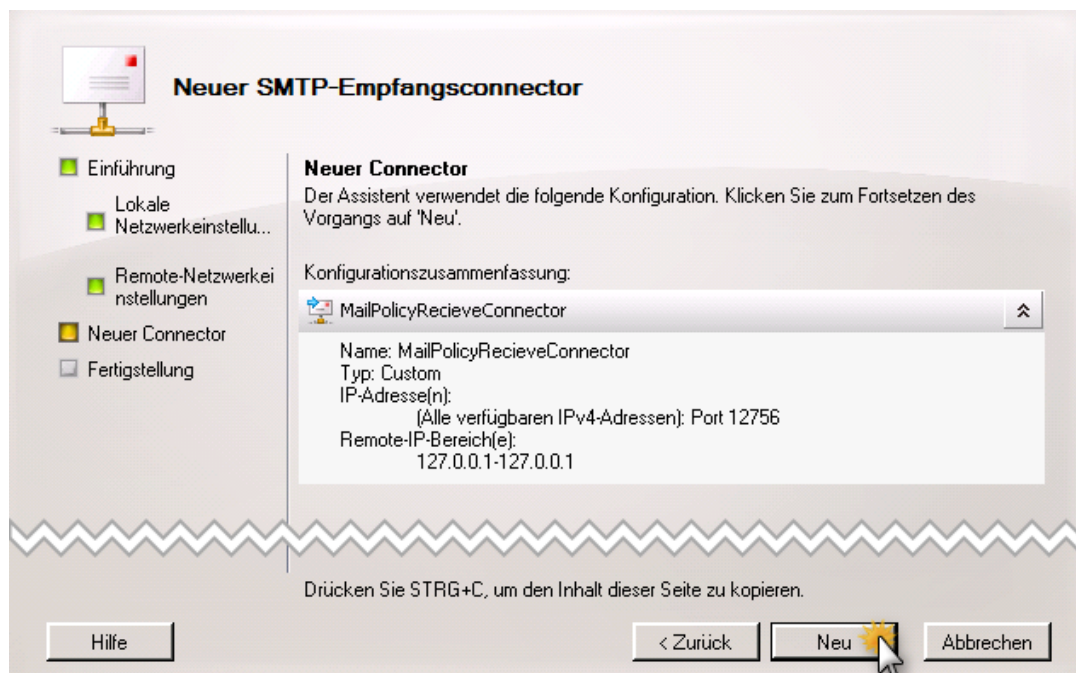 Neuer SMTP-Empfangsconnector
Einführung
Lokale
Netzwerkeinstellu...
Remote-Netzwerkei
nstellungen
Neuer Connector
Fertigstellung
Neuer Connector
Der Assistent verwendet die folgende Konfiguration. Klicken Sie zum Fortsetzen des
Vorgangs auf 'Neu'.
Konfigurationszusammenfassung:
MailPolicyRecieveConnector
Name: MailPolicyRecieveConnector
Typ: Custom
IP-Adresse(n):
(Alle verfügbaren IPv4-Adressen): Port 12756
Remote-IP-Bereich(e):
127.0.0.1-127.0.0.1
Drücken Sie STRG+C, um den Inhalt dieser Seite zu kopieren.
Hilfe
< Zurück
Neu
Abbrechen